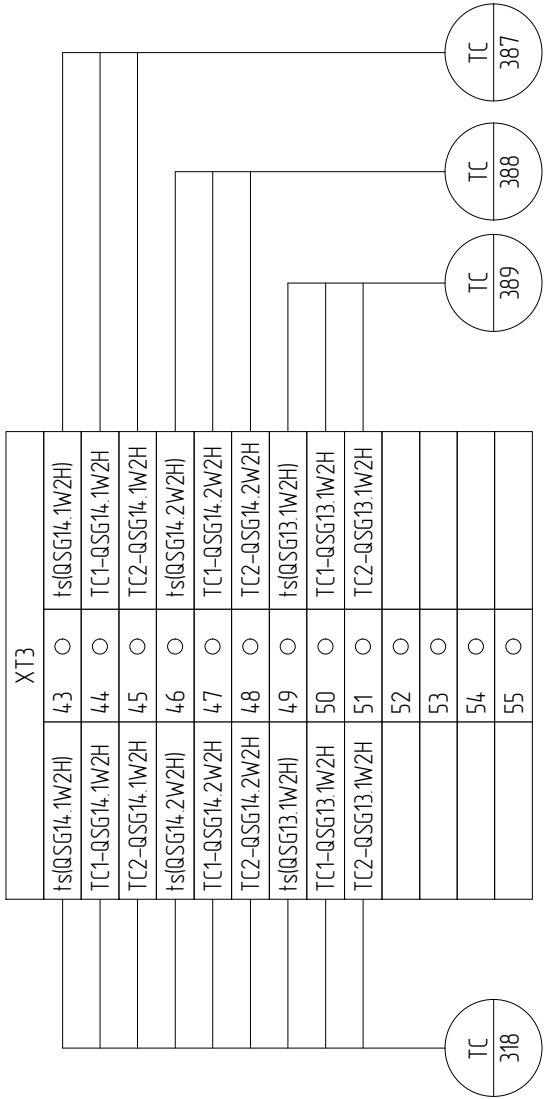 XT3
ts(QSG14.1W2H) 43 ts(QSG14.1W2H)
TC1-QSG14.1W2H 44 TC1-QSG14.1W2H
TC2-QSG14.1W2H 45 TC2-QSG14.1W2H
ts(QSG14.2W2H) 46 ts(QSG14.2W2H)
TC1-QSG14.2W2H 47 TC1-QSG14.2W2H
TC2-QSG14.2W2H 48 TC2-QSG14.2W2H
ts(QSG13.1W2H) 49 ts(QSG13.1W2H)
TC1-QSG13.1W2H 50 TC1-QSG13.1W2H
TC2-QSG13.1W2H 51 TC2-QSG13.1W2H
52
53
54
55
TC
318
TC
389
TC
388
TC
387